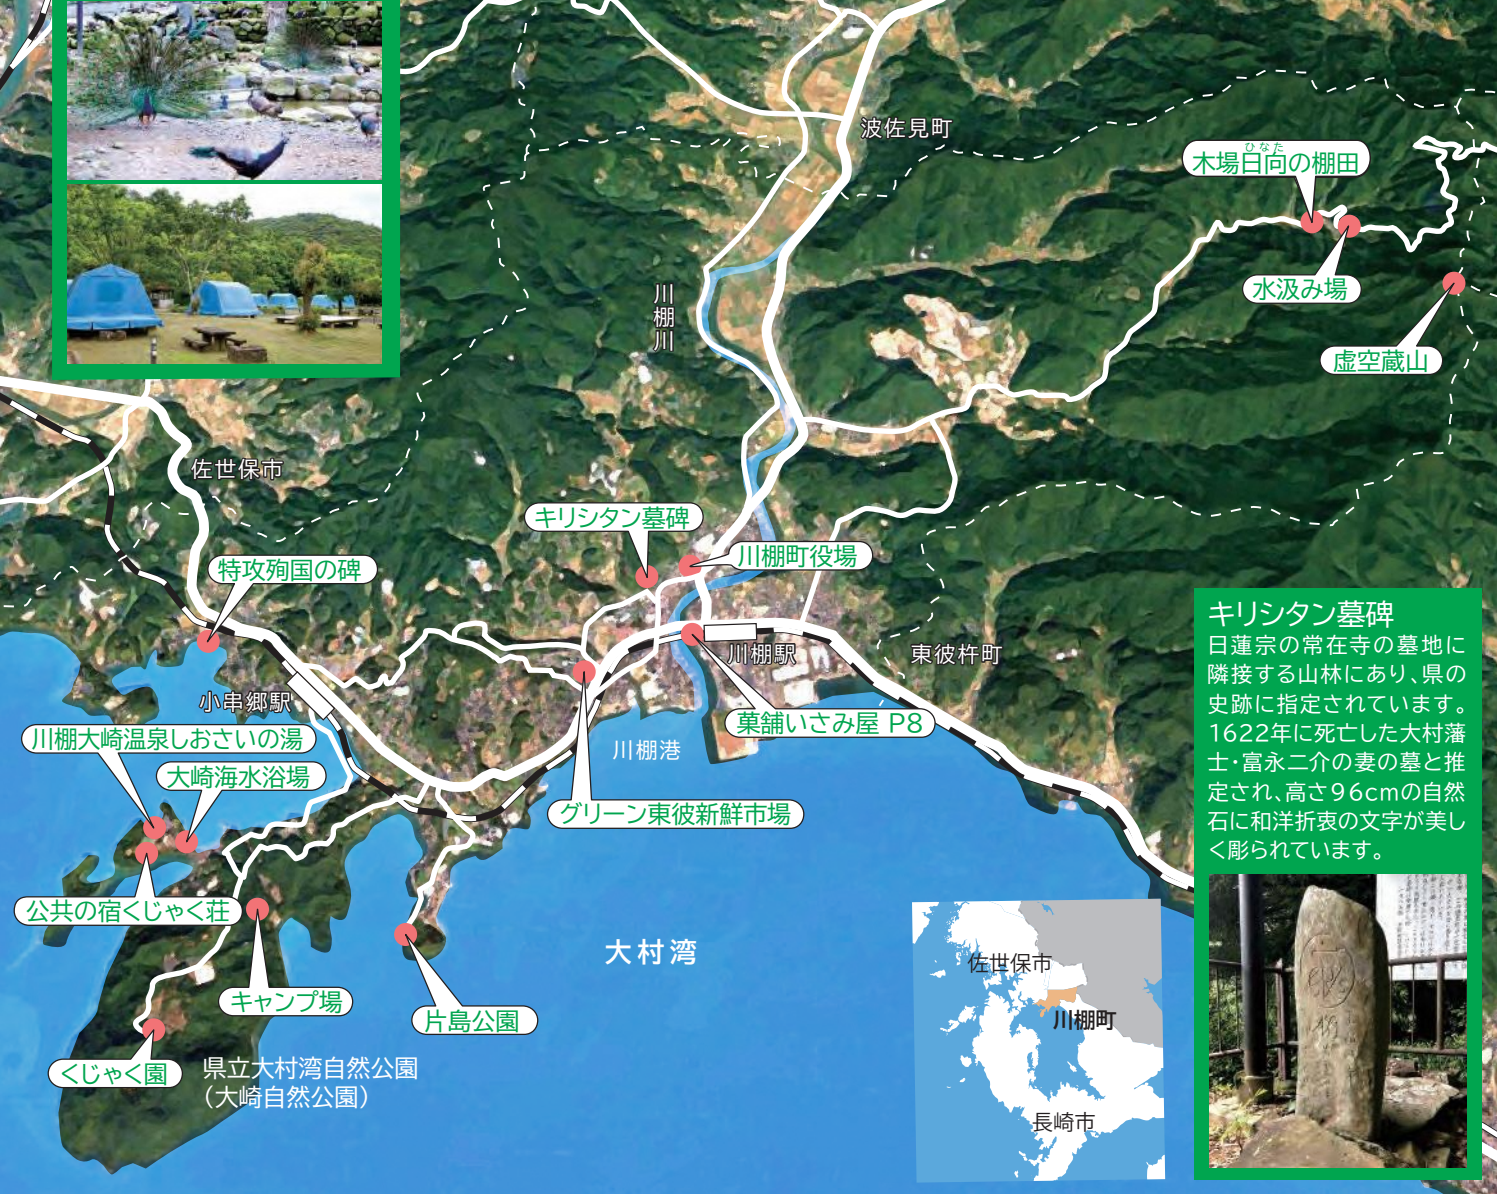 波佐見町
ひなた
木場日向の棚田
水汲み場
虚空蔵山
川棚川
佐世保市
キリシタン墓碑
川棚町役場
特攻殉国の碑
川棚駅
東彼杵町
小串郷駅
菓舗いさみ屋 P8
川棚大崎温泉しおさいの湯
川棚港
大崎海水浴場
グリーン東彼新鮮市場
公共の宿くじゃく荘
大村湾
キャンプ場
片島公園
くじゃく園
県立大村湾自然公園
（大崎自然公園）
佐世保市
川棚町
長崎市
キリシタン墓碑
日蓮宗の常在寺の墓地に
隣接する山林にあり、県の
史跡に指定されています。
1622年に死亡した大村藩
士・富永二介の妻の墓と推
定され、高さ96cmの自然
石に和洋折衷の文字が美し
く彫られています。